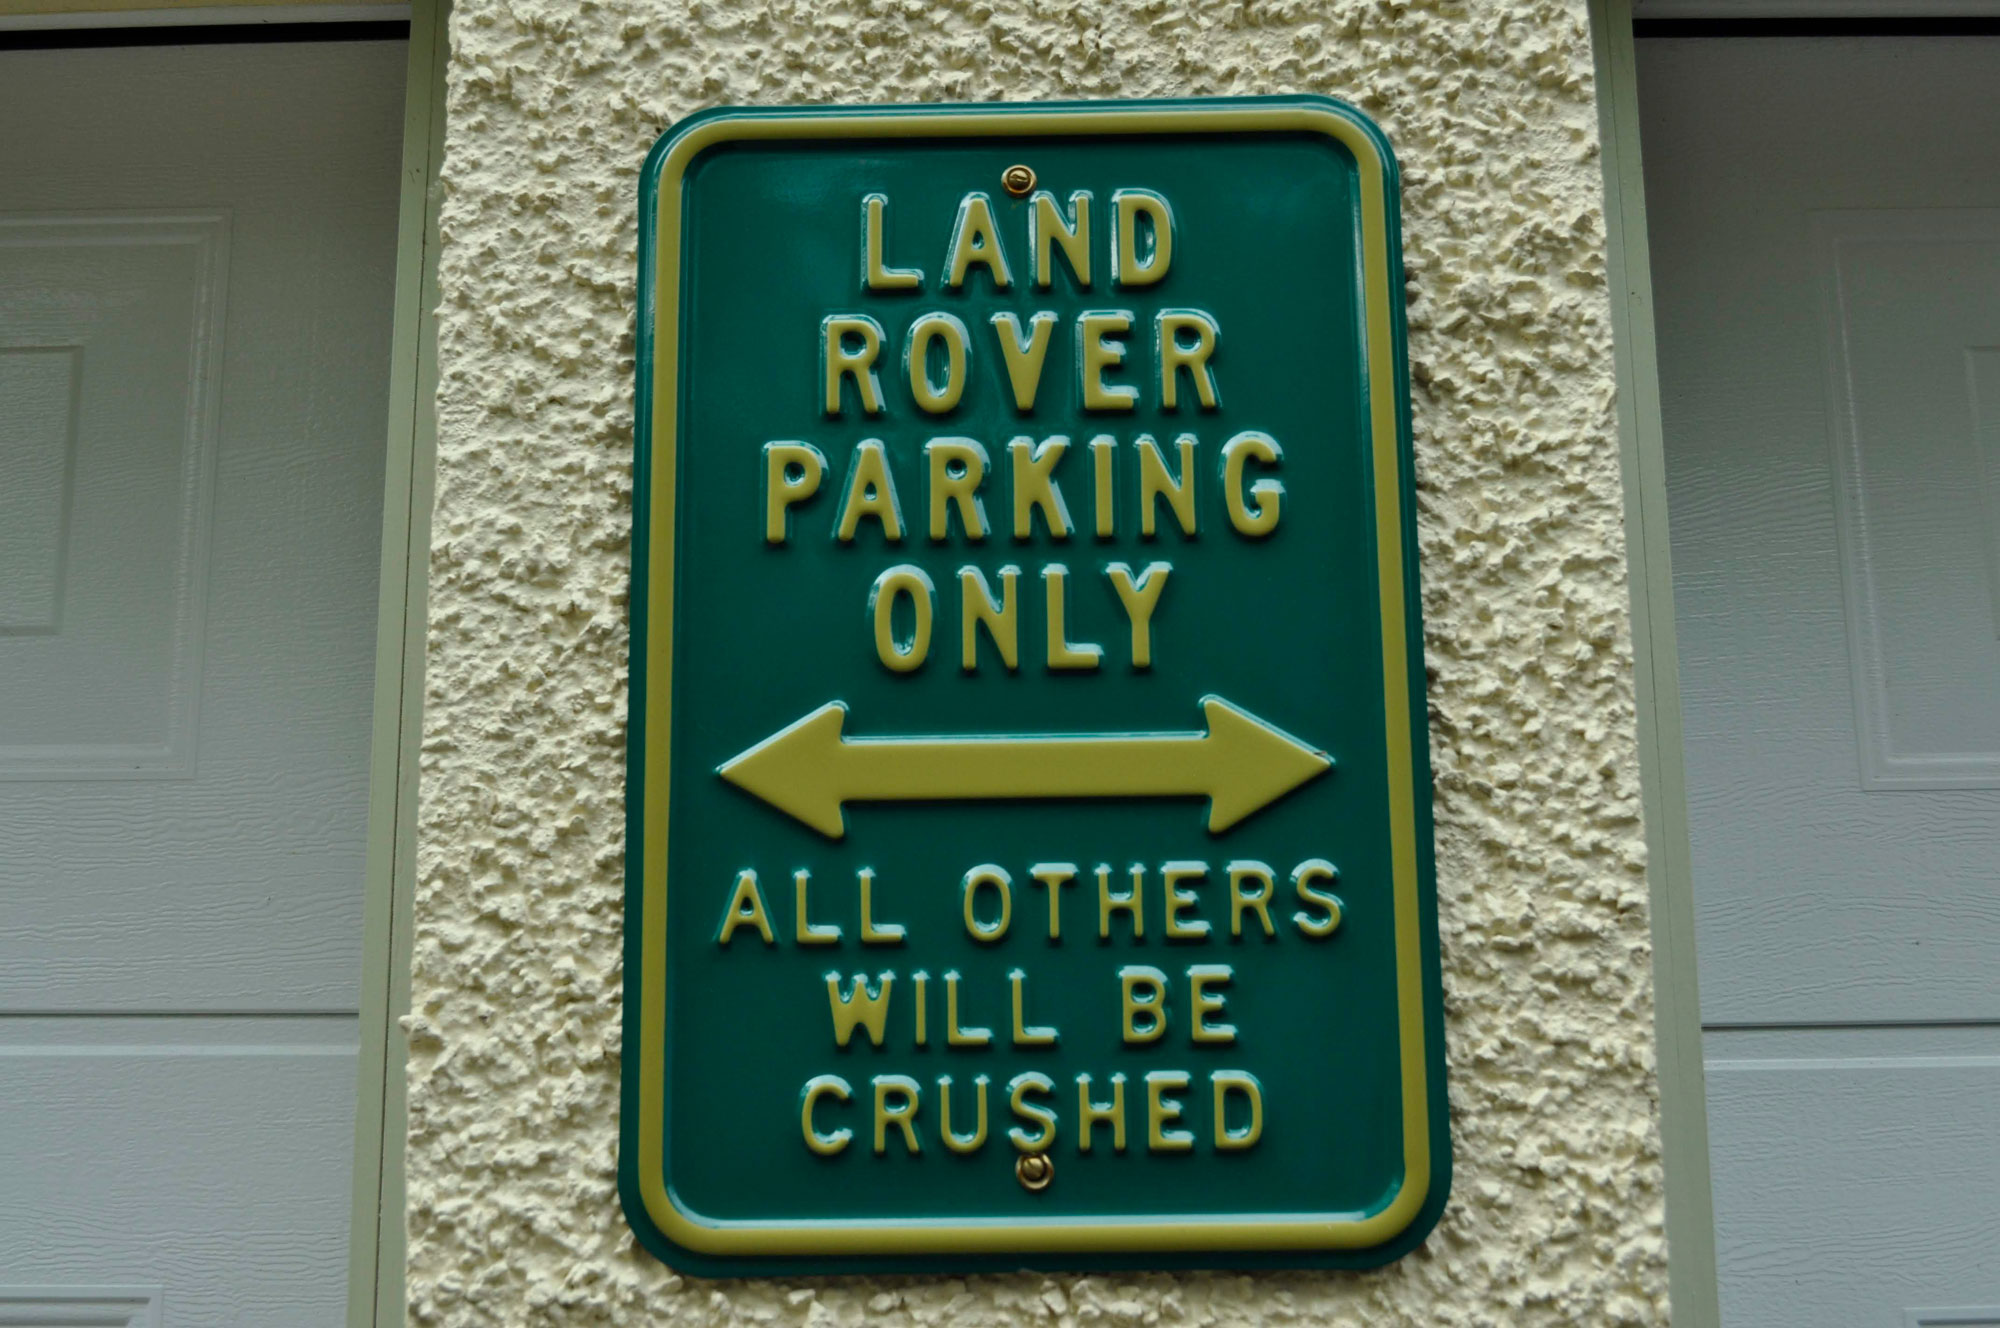 LAND
ROVER
PARKING
ONLY
ALL OTHERS
WILL BE
CRUSHED